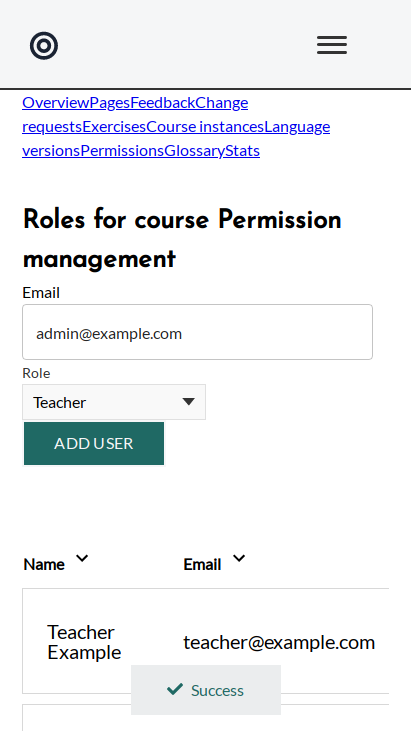 OverviewPagesFeedbackChange
requestsExercisesCourse instancesLanguage
versionsPermissionsGlossaryStats
Roles for course Permission
management
Email
admin@example.com
Role
Teacher
ADD USER
Name Email
Teacher
Example
teacher@example.com
Success